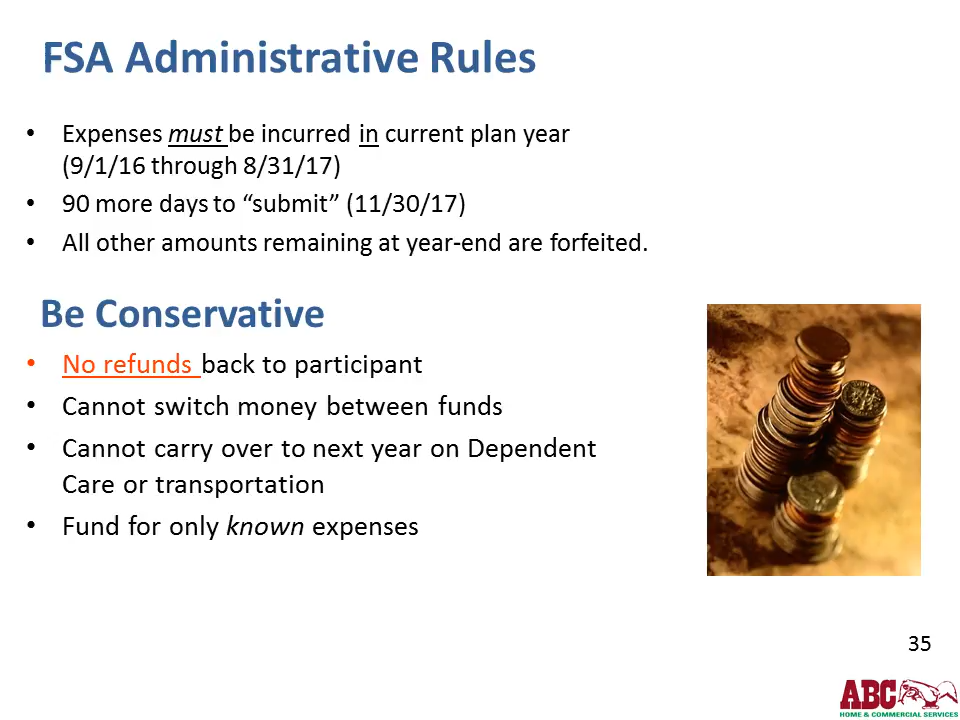 FSA Administrative Rules
• Expenses must be incurred in current plan year
(9/1/16 through 8/31/17)
• 90 more days to “submit” (11/30/17)
• All other amounts remaining at year-end are forfeited.
Be Conservative
• No refunds back to participant
• Cannot switch money between funds
• Cannot carry over to next year on Dependent
Care or transportation
• Fund for only known expenses
35
ABC
HOME & COMMERCIAL SERVICES